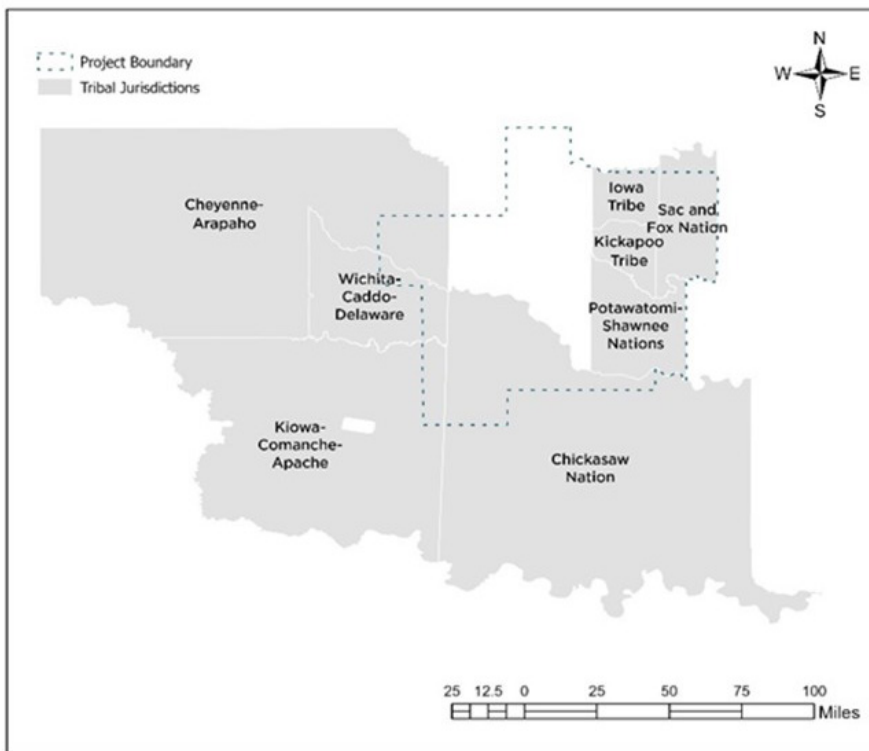 Project Boundary
Tribal Jurisdictions
N
W E
S
Cheyenne-
Arapaho
Wichita-
Caddo-
Delaware
Iowa
Tribe
Sac and
Fox Nation
Kickapoo
Tribe
Potawatomi-
Shawnee
Nations
Kiowa-
Comanche-
Apache
Chickasaw
Nation
25 12.5 0 25 50 75 100
Miles